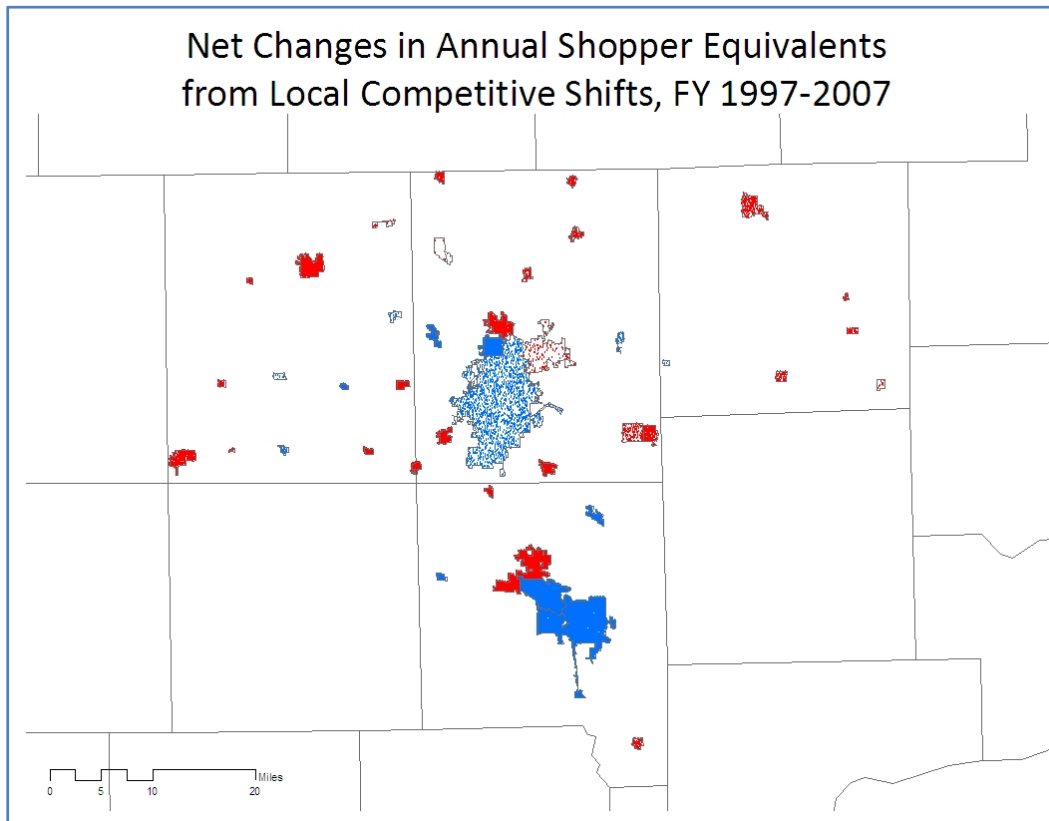 Net Changes in Annual Shopper Equivalents
from Local Competitive Shifts, FY 1997-2007
Miles
0 5 10 20